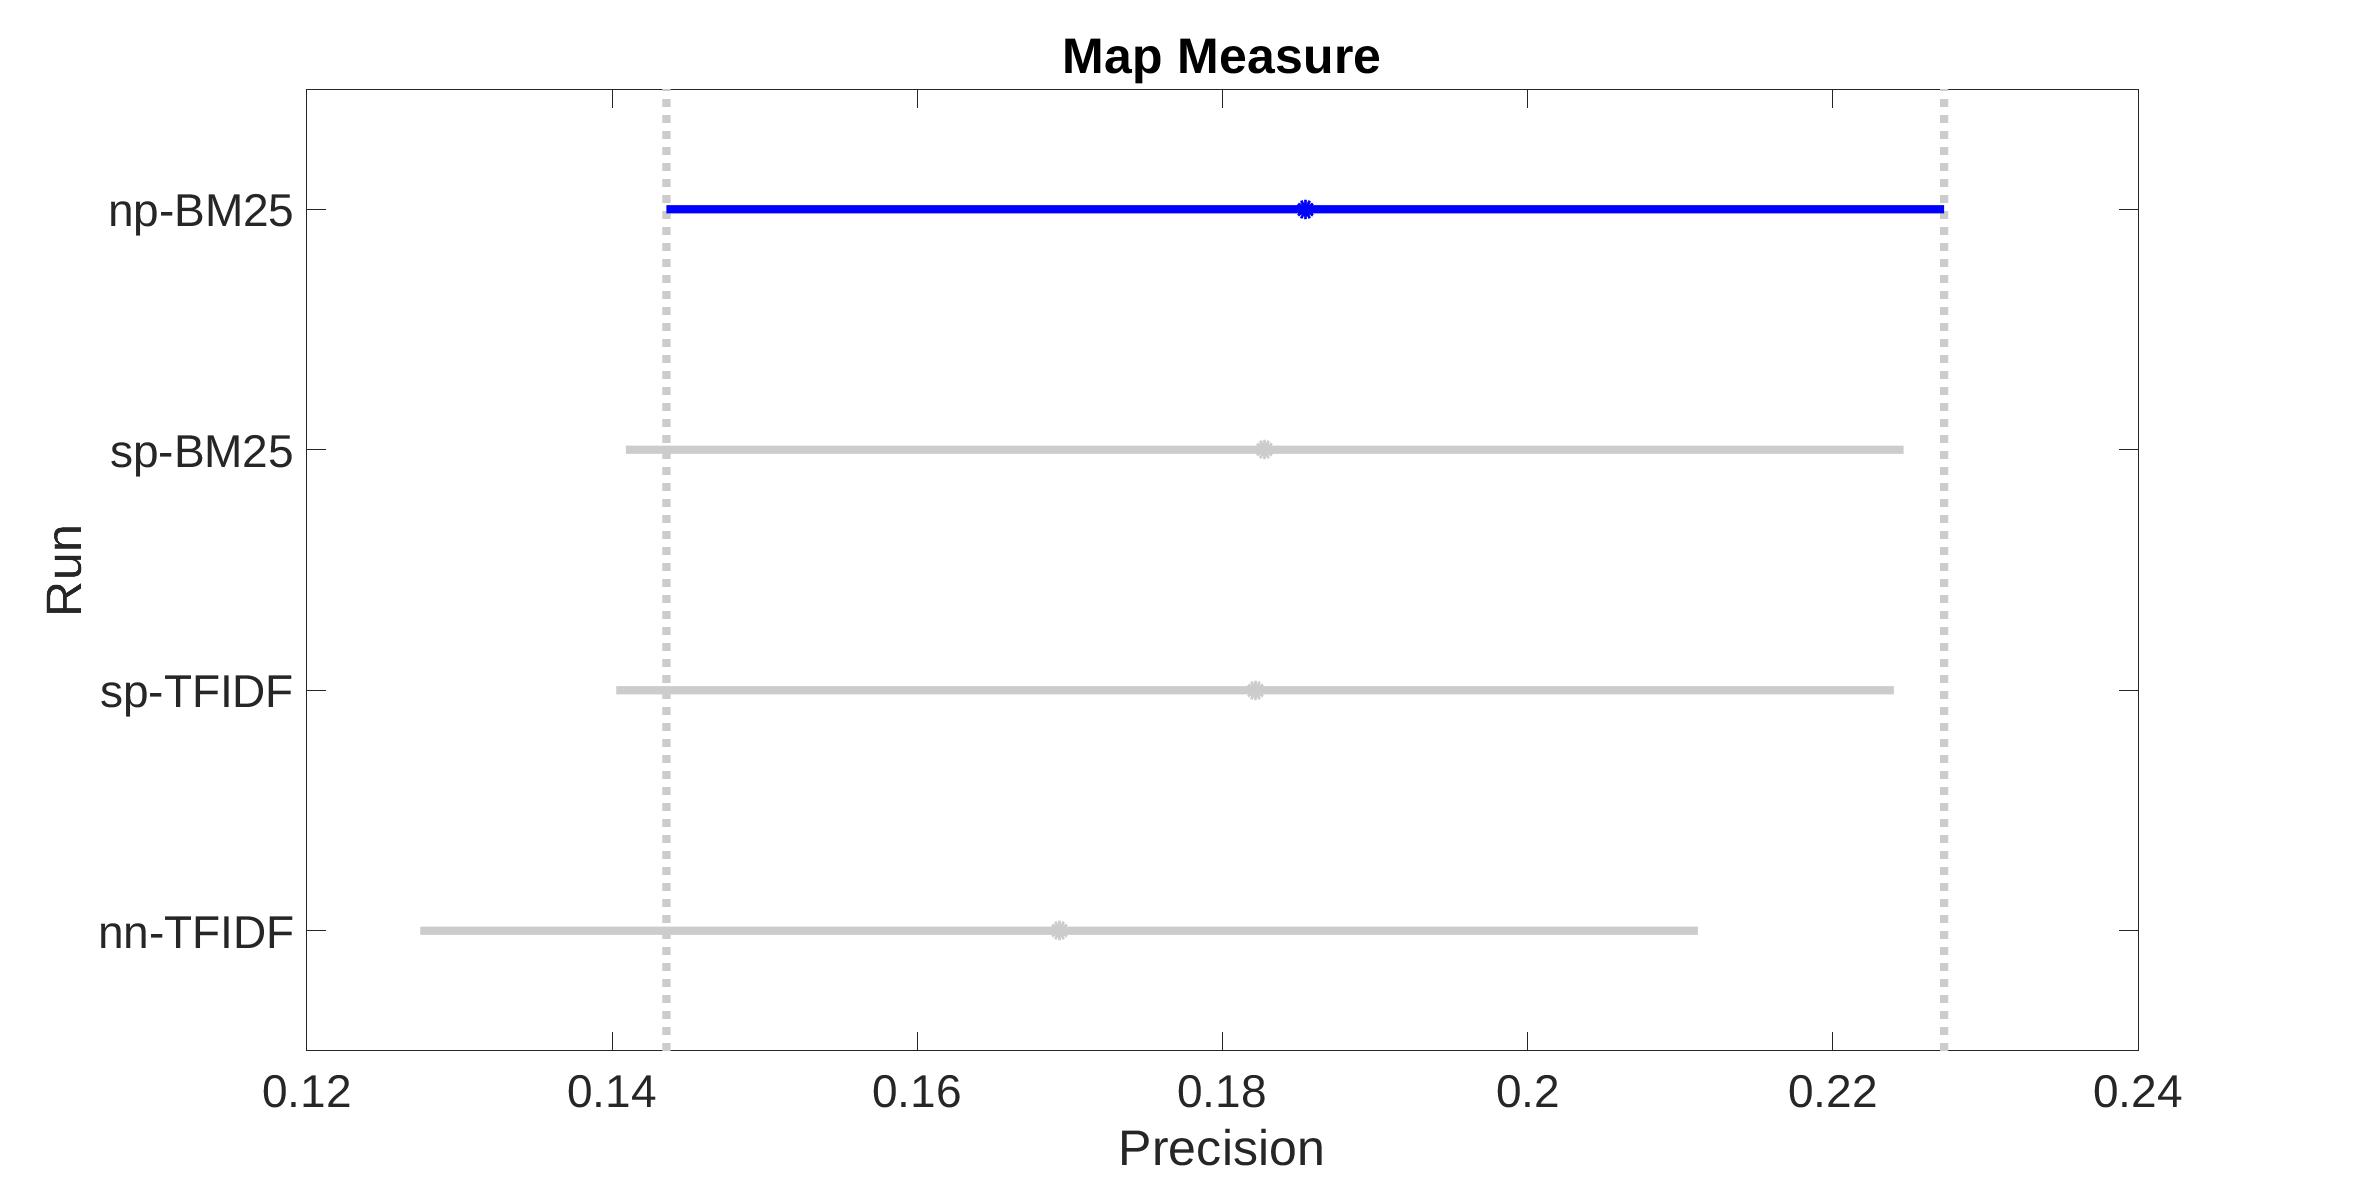 Map Measure
np-BM25
sp-BM25
sp-TFIDF
nn-TFIDF
Run
0.12 0.14 0.16 0.18 0.2 0.22 0.24
Precision